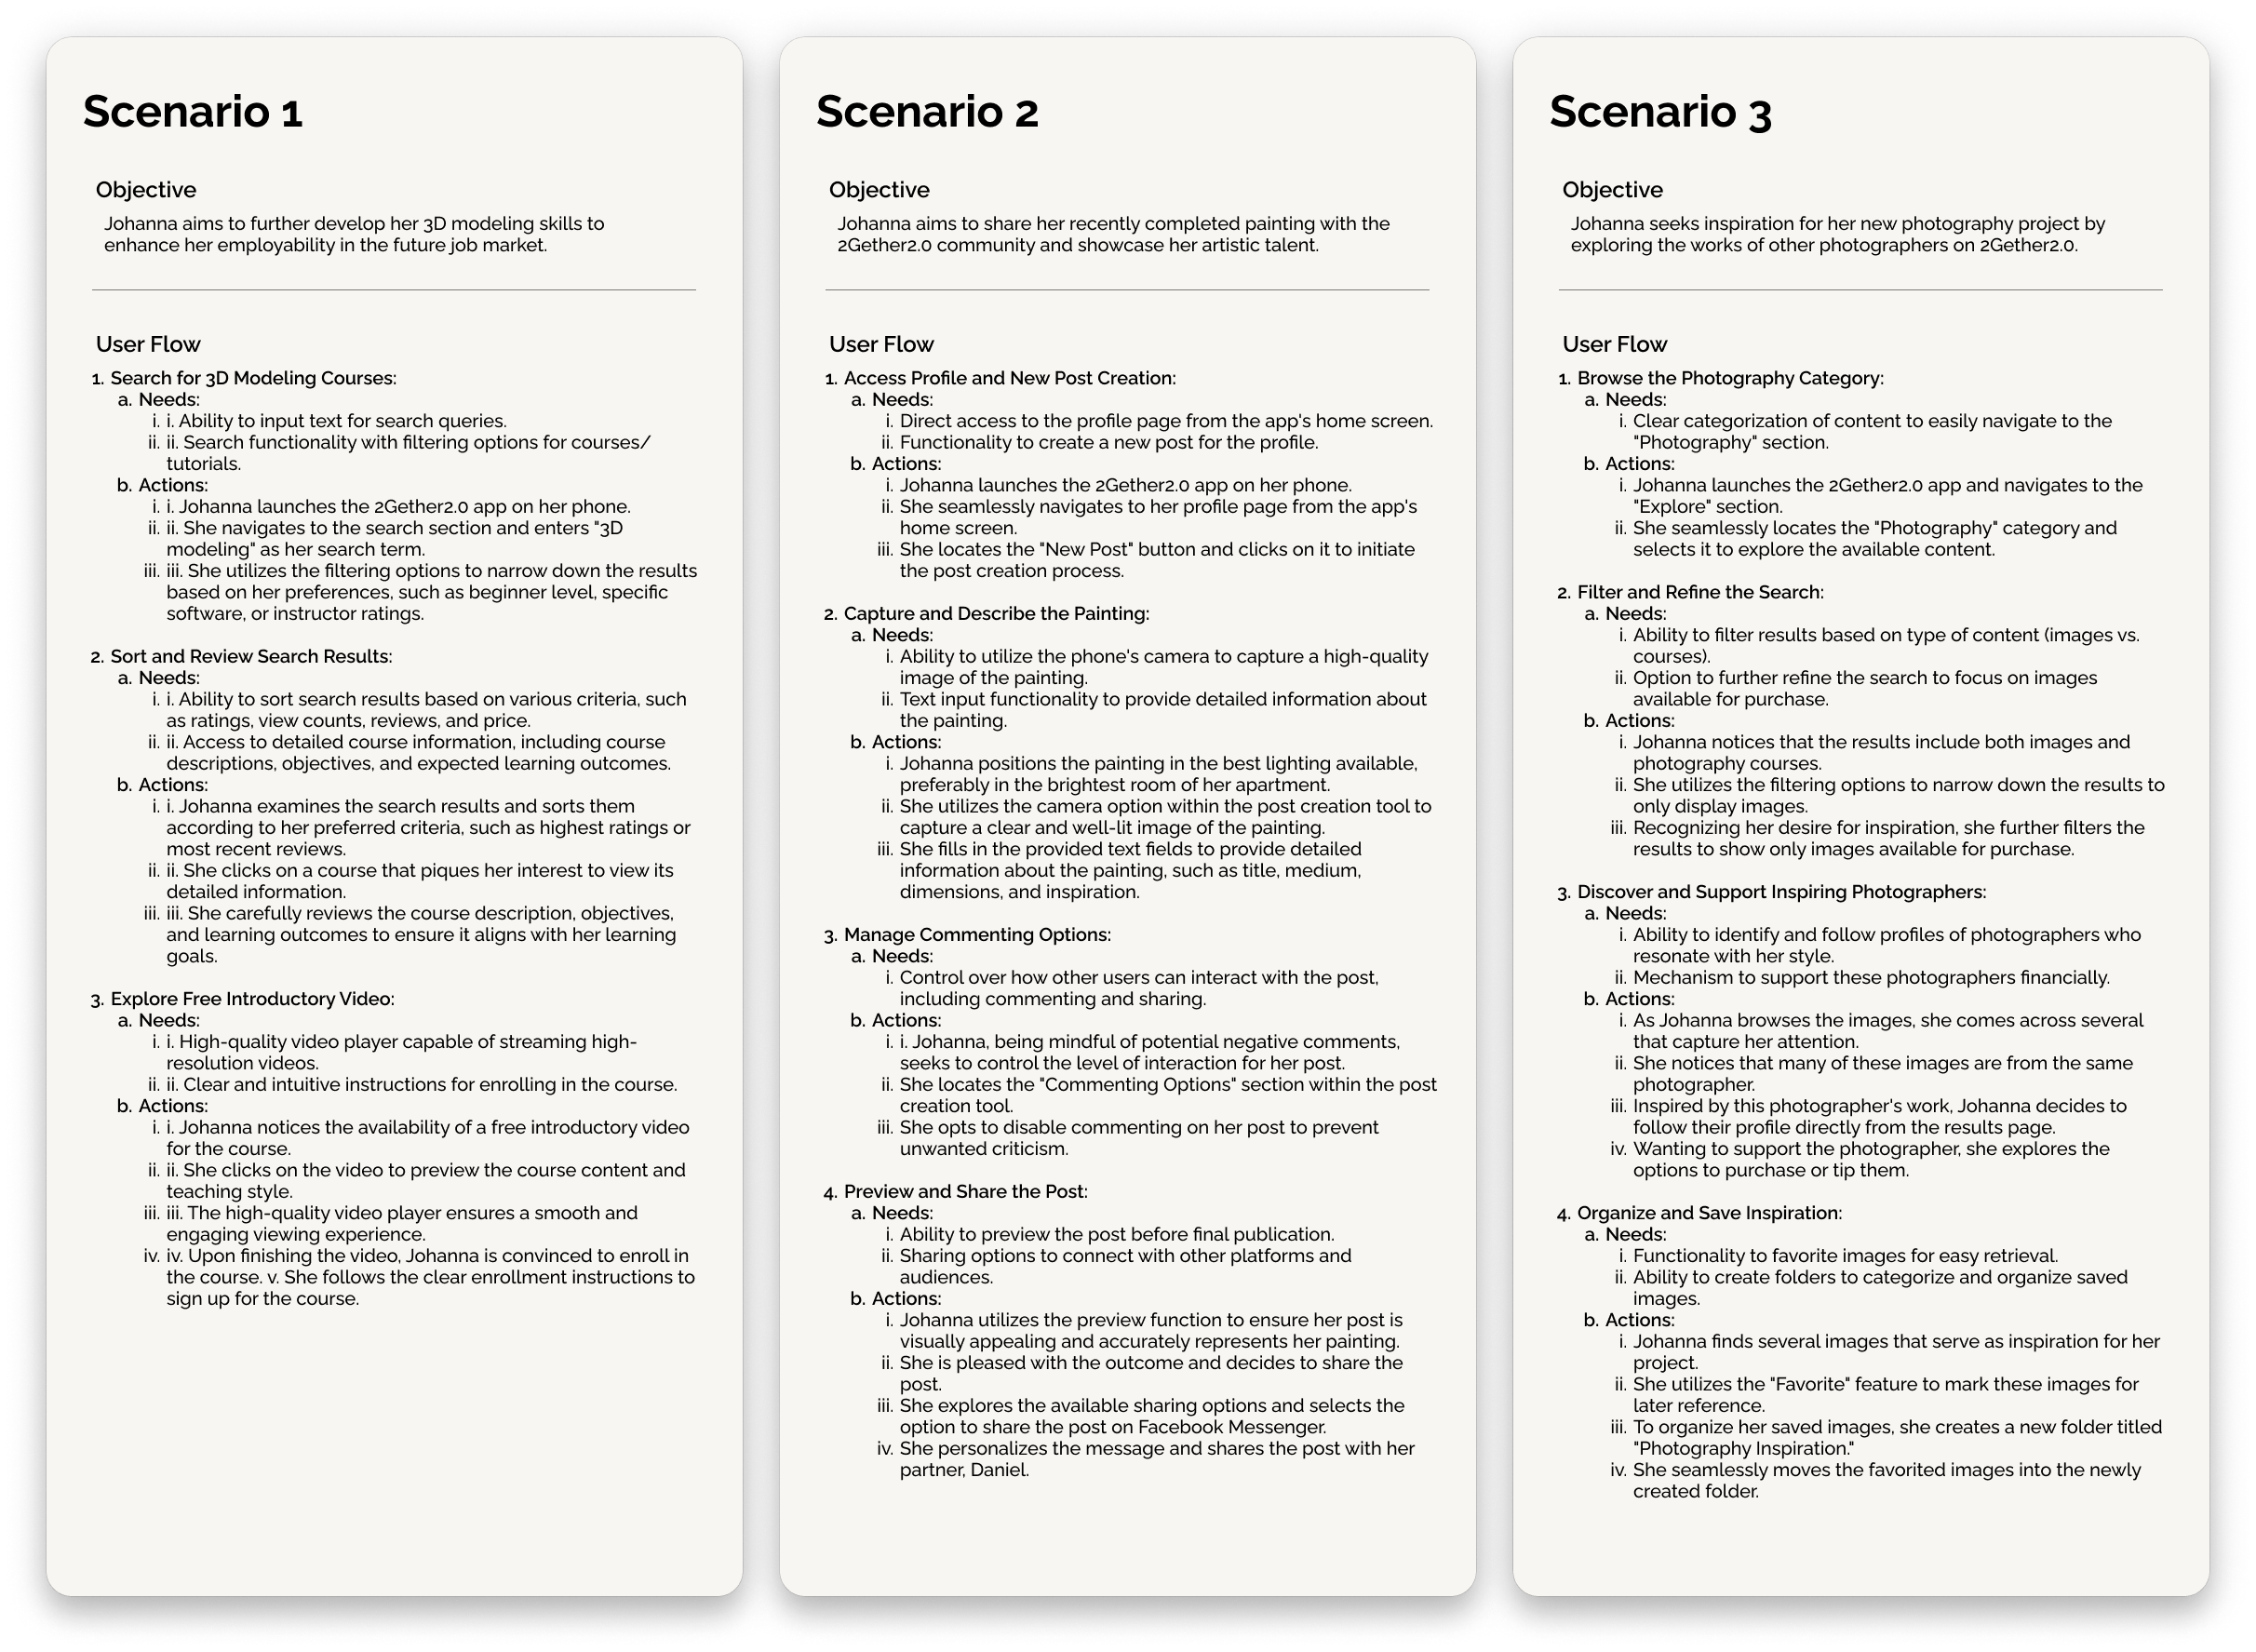 Scenario 1
Objective
Johanna aims to further develop her 3D modeling skills to
enhance her employability in the future job market.
User Flow
1. Search for 3D Modeling Courses:
a. Needs:
i. i. Ability to input text for search queries.
ii. ii. Search functionality with filtering options for courses/
tutorials.
b. Actions:
i. i. Johanna launches the 2Gether2.0 app on her phone.
ii. ii. She navigates to the search section and enters "3D
modeling" as her search term.
iii. iii. She utilizes the filtering options to narrow down the results
based on her preferences, such as beginner level, specific
software, or instructor ratings.
2. Sort and Review Search Results:
a. Needs:
i. i. Ability to sort search results based on various criteria, such
as ratings, view counts, reviews, and price.
ii. ii. Access to detailed course information, including course
descriptions, objectives, and expected learning outcomes.
b. Actions:
i. i. Johanna examines the search results and sorts them
according to her preferred criteria, such as highest ratings or
most recent reviews.
ii. ii. She clicks on a course that piques her interest to view its
detailed information.
iii. iii. She carefully reviews the course description, objectives,
and learning outcomes to ensure it aligns with her learning
goals.
3. Explore Free Introductory Video:
a. Needs:
i. i. High-quality video player capable of streaming high-
resolution videos.
ii. ii. Clear and intuitive instructions for enrolling in the course.
b. Actions:
i. i. Johanna notices the availability of a free introductory video
for the course.
ii. ii. She clicks on the video to preview the course content and
teaching style.
iii. iii. The high-quality video player ensures a smooth and
engaging viewing experience.
iv. iv. Upon finishing the video, Johanna is convinced to enroll in
the course. v. She follows the clear enrollment instructions to
sign up for the course.
Scenario 2
Objective
Johanna aims to share her recently completed painting with the
2Gether2.0 community and showcase her artistic talent.
User Flow
1. Access Profile and New Post Creation:
a. Needs:
i. Direct access to the profile page from the app's home screen.
ii. Functionality to create a new post for the profile.
b. Actions:
i. Johanna launches the 2Gether2.0 app on her phone.
ii. She seamlessly navigates to her profile page from the app's
home screen.
iii. She locates the "New Post" button and clicks on it to initiate
the post creation process.
2. Capture and Describe the Painting:
a. Needs:
i. Ability to utilize the phone's camera to capture a high-quality
image of the painting.
ii. Text input functionality to provide detailed information about
the painting.
b. Actions:
i. Johanna positions the painting in the best lighting available,
preferably in the brightest room of her apartment.
ii. She utilizes the camera option within the post creation tool to
capture a clear and well-lit image of the painting.
iii. She fills in the provided text fields to provide detailed
information about the painting, such as title, medium,
dimensions, and inspiration.
3. Manage Commenting Options:
a. Needs:
i. Control over how other users can interact with the post,
including commenting and sharing.
b. Actions:
i. i. Johanna, being mindful of potential negative comments,
seeks to control the level of interaction for her post.
ii. She locates the "Commenting Options" section within the post
creation tool.
iii. She opts to disable commenting on her post to prevent
unwanted criticism.
4. Preview and Share the Post:
a. Needs:
i. Ability to preview the post before final publication.
ii. Sharing options to connect with other platforms and
audiences.
b. Actions:
i. Johanna utilizes the preview function to ensure her post is
visually appealing and accurately represents her painting.
ii. She is pleased with the outcome and decides to share the
post.
iii. She explores the available sharing options and selects the
option to share the post on Facebook Messenger.
iv. She personalizes the message and shares the post with her
partner, Daniel.
Scenario 3
Objective
Johanna seeks inspiration for her new photography project by
exploring the works of other photographers on 2Gether2.0.
User Flow
1. Browse the Photography Category:
a. Needs:
i. Clear categorization of content to easily navigate to the
"Photography" section.
b. Actions:
i. Johanna launches the 2Gether2.0 app and navigates to the
"Explore" section.
ii. She seamlessly locates the "Photography" category and
selects it to explore the available content.
2. Filter and Refine the Search:
a. Needs:
i. Ability to filter results based on type of content (images vs.
courses).
ii. Option to further refine the search to focus on images
available for purchase.
b. Actions:
i. Johanna notices that the results include both images and
photography courses.
ii. She utilizes the filtering options to narrow down the results to
only display images.
iii. Recognizing her desire for inspiration, she further filters the
results to show only images available for purchase.
3. Discover and Support Inspiring Photographers:
a. Needs:
i. Ability to identify and follow profiles of photographers who
resonate with her style.
ii. Mechanism to support these photographers financially.
b. Actions:
i. As Johanna browses the images, she comes across several
that capture her attention.
ii. She notices that many of these images are from the same
photographer.
iii. Inspired by this photographer's work, Johanna decides to
follow their profile directly from the results page.
iv. Wanting to support the photographer, she explores the
options to purchase or tip them.
4. Organize and Save Inspiration:
a. Needs:
i. Functionality to favorite images for easy retrieval.
ii. Ability to create folders to categorize and organize saved
images.
b. Actions:
i. Johanna finds several images that serve as inspiration for her
project.
ii. She utilizes the "Favorite" feature to mark these images for
later reference.
iii. To organize her saved images, she creates a new folder titled
"Photography Inspiration."
iv. She seamlessly moves the favorited images into the newly
created folder.